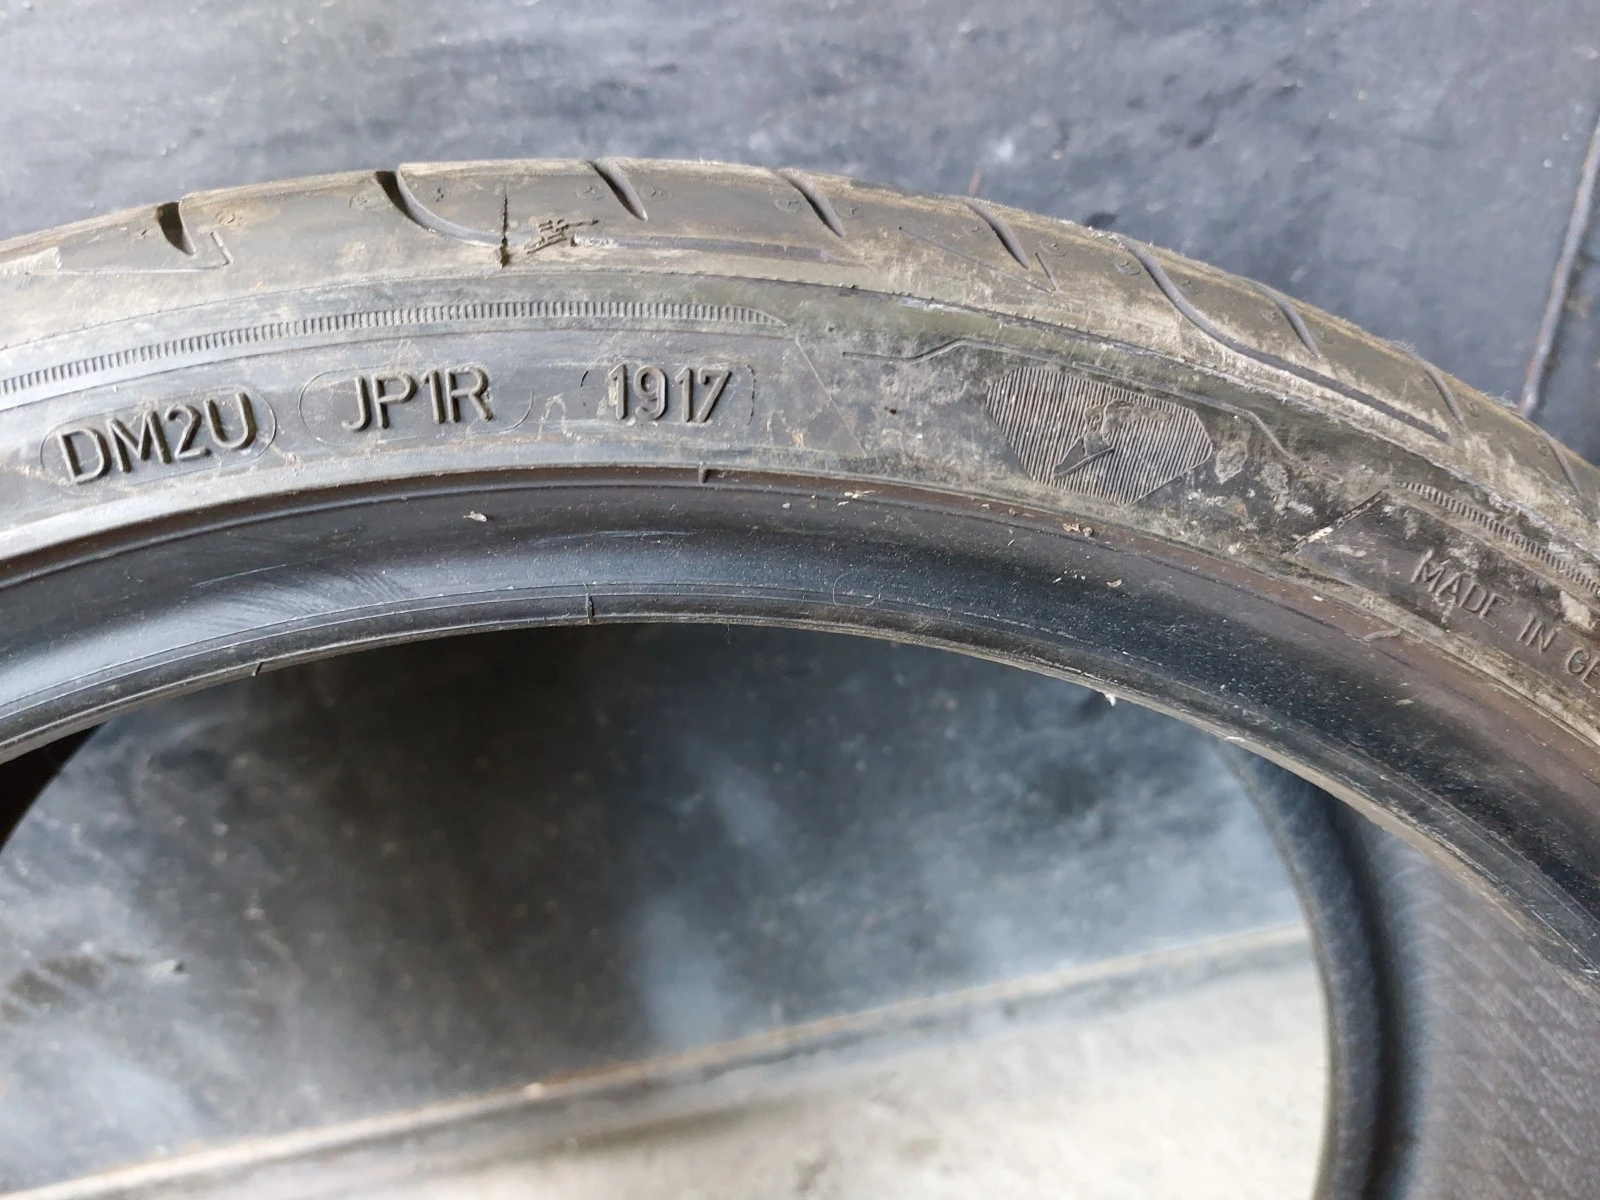 DM2U JP1R 1917
MADE IN GE